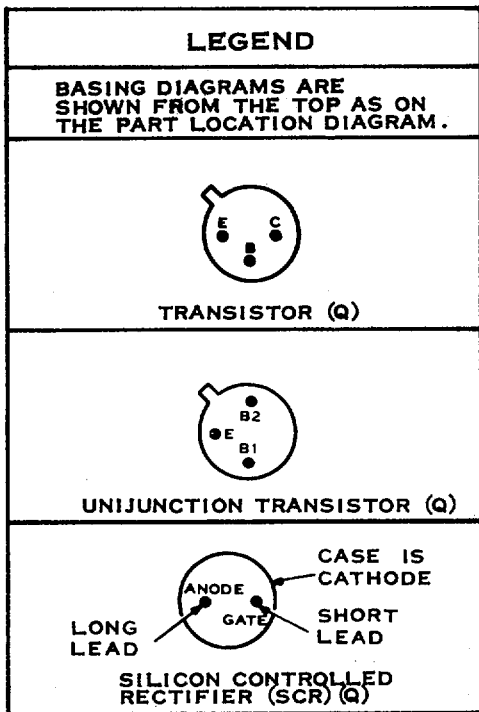 LEGEND
BASING DIAGRAMS ARE
SHOWN FROM THE TOP AS ON
THE PART LOCATION DIAGRAM.
E C
B
TRANSISTOR (Q)
B2
E
B1
UNIJUNCTION TRANSISTOR (Q)
CASE IS
CATHODE
ANODE
GATE
LONG
LEAD
SHORT
LEAD
SILICON CONTROLLED
RECTIFIER (SCR) (Q)